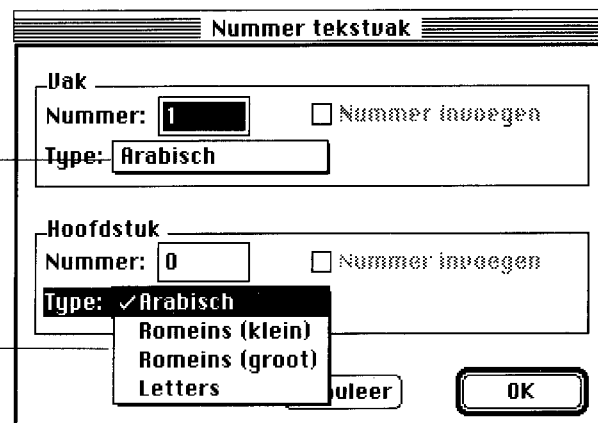 Nummer tekstvak
Vak
Nummer: 1 Nummer invoegen
Type: Arabisch
Hoofdstuk
Nummer: 0 Nummer invoegen
Type: ✓Arabisch
Romeins (klein)
Romeins (groot)
Letters
uleer OK